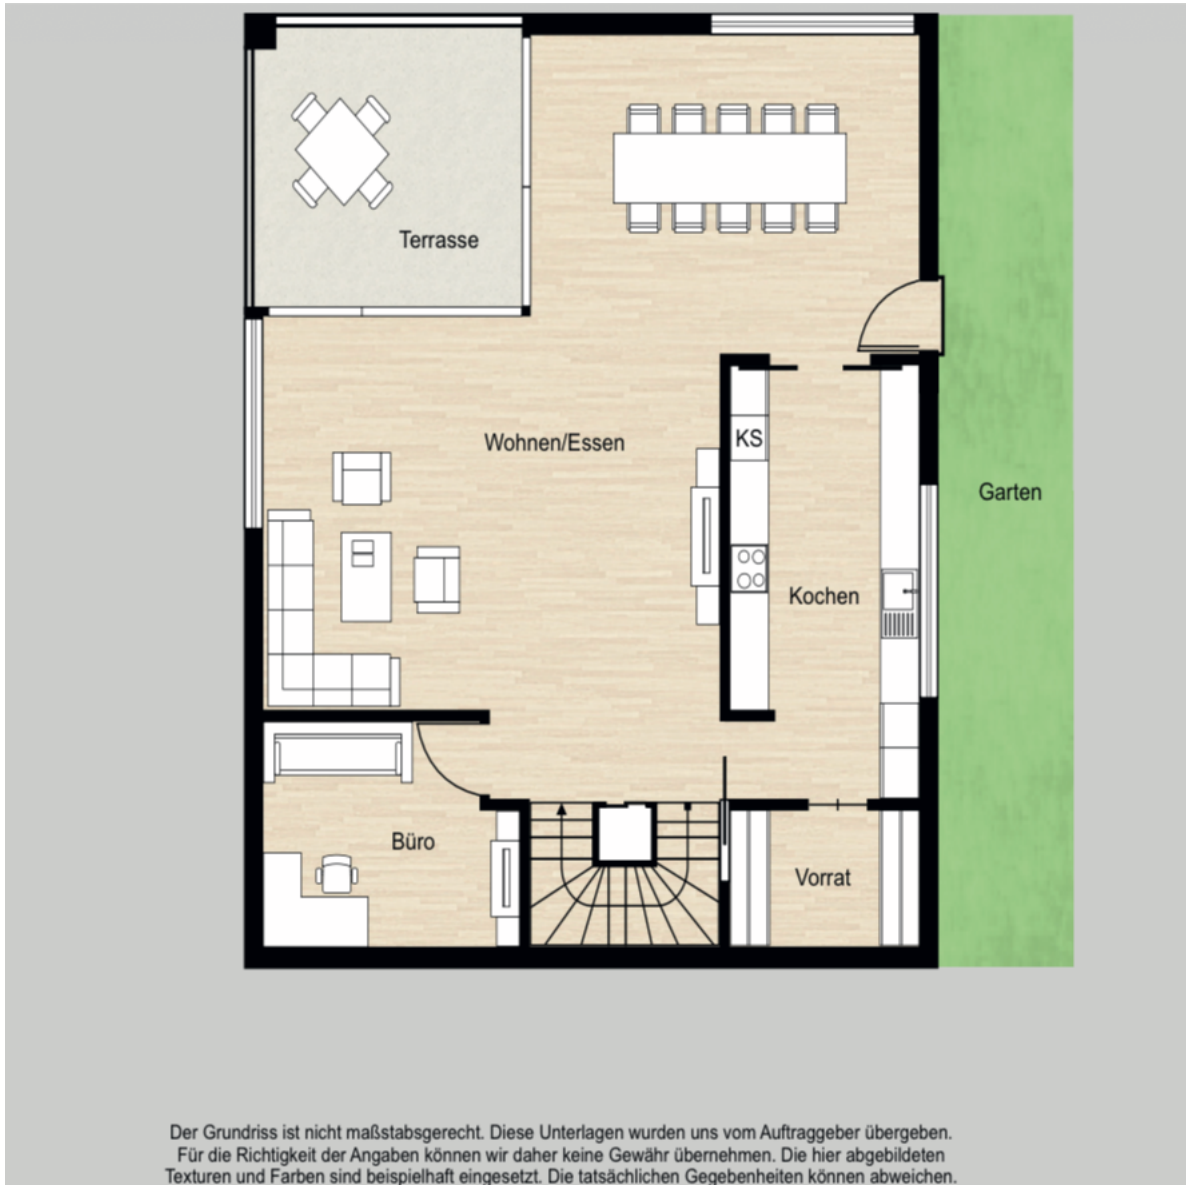 Terrasse
Wohnen/Essen
KS
Garten
Kochen
Büro
Vorrat
Der Grundriss ist nicht maßstabsgerecht. Diese Unterlagen wurden uns vom Auftraggeber übergeben.
Für die Richtigkeit der Angaben können wir daher keine Gewähr übernehmen. Die hier abgebildeten
Texturen und Farben sind beispielhaft eingesetzt. Die tatsächlichen Gegebenheiten können abweichen.